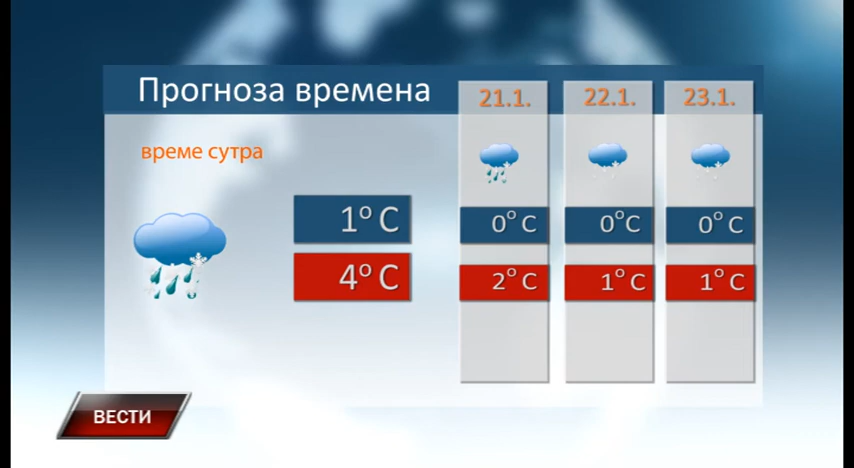 Прогноза времена
време сутра
1° C
4° C
21.1.
22.1.
23.1.
0° C
0°C
0° C
2° C
1° C
1° C
ВЕСТИ